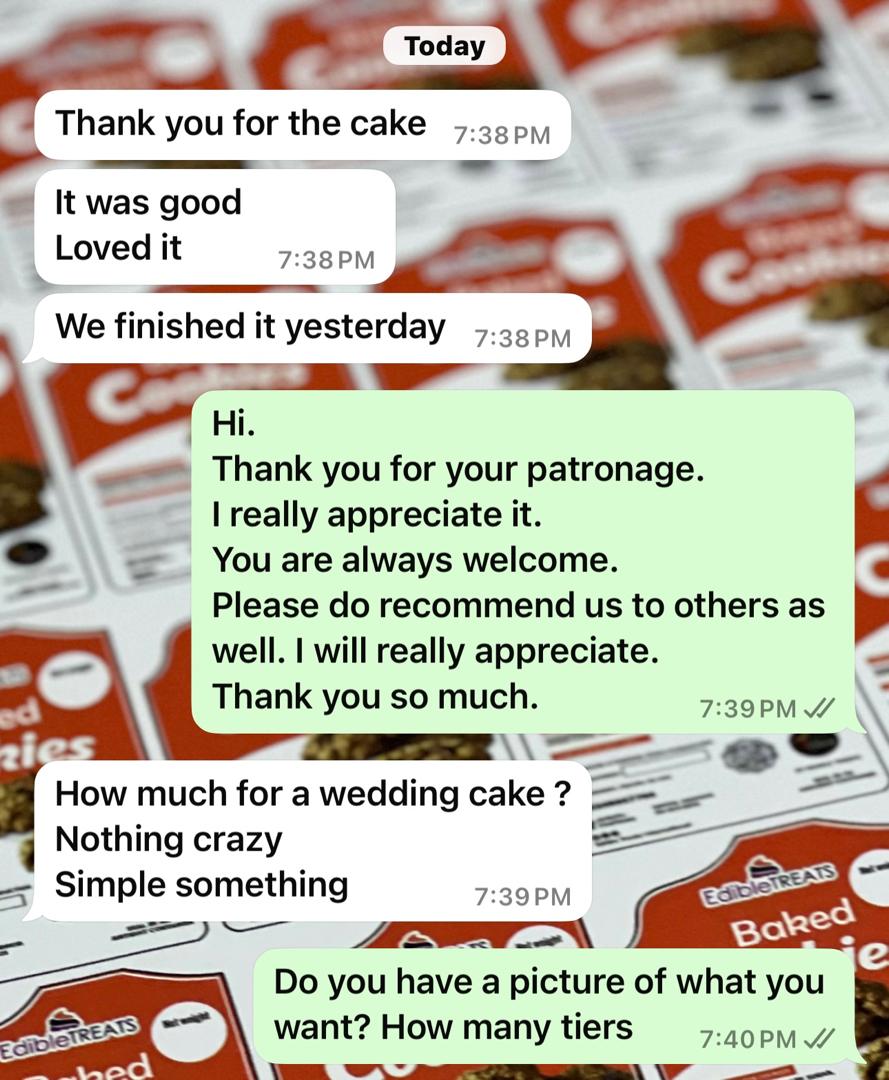 Today
Thank you for the cake 7:38 PM
It was good
Loved it 7:38 PM
We finished it yesterday 7:38 PM
Hi.
Thank you for your patronage.
I really appreciate it.
You are always welcome.
Please do recommend us to others as
well. I will really appreciate.
Thank you so much. 7:39 PM
How much for a wedding cake ?
Nothing crazy
Simple something 7:39 PM
Do you have a picture of what you
want? How many tiers 7:40 PM
Cookies
Cookies
EdibleTREATS
Baked
EdibleTREATS
Net weight